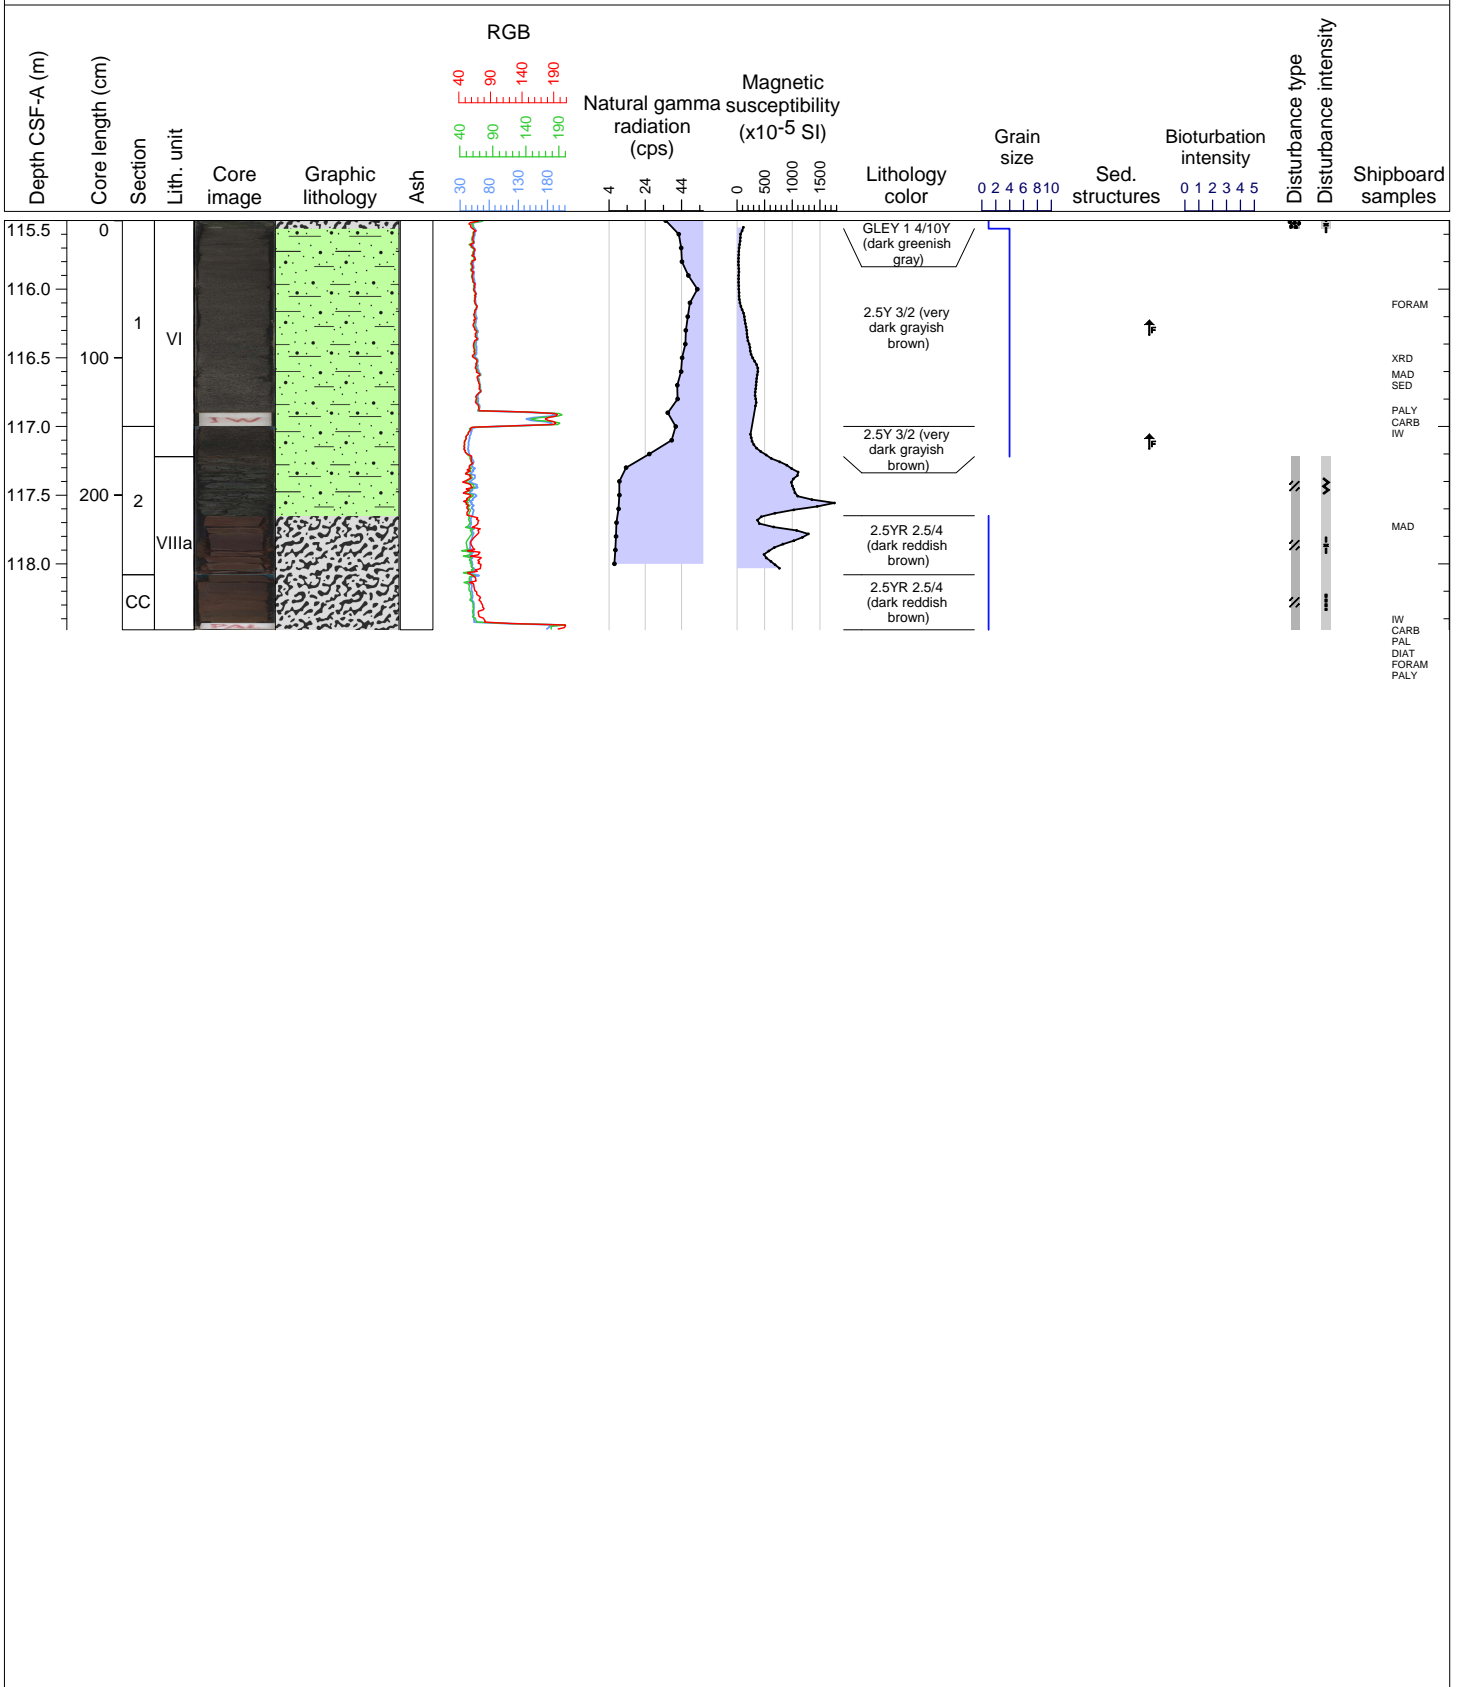 RGB
Depth CSF-A (m)
Core length (cm)
Section
Lith. unit
Core
image
Graphic
lithology
Ash
40 90 140 190
40 90 140 190
30 80 130 180
Natural gamma
radiation
(cps)
4 24 44
Magnetic
susceptibility
(x10-5 SI)
0 500 1000 1500
Lithology
color
Grain
size
0 2 4 6 8 10
Sed.
structures
Bioturbation
intensity
0 1 2 3 4 5
Disturbance type
Disturbance intensity
Shipboard
samples
115.5
116.0
116.5
117.0
117.5
118.0
0
100
200
1
2
CC
VI
VIIIa
IW
PAL
GLEY 1 4/10Y
(dark greenish
gray)
2.5Y 3/2 (very
dark grayish
brown)
2.5Y 3/2 (very
dark grayish
brown)
2.5YR 2.5/4
(dark reddish
brown)
2.5YR 2.5/4
(dark reddish
brown)
F
F
FORAM
XRD
MAD
SED
PALY
CARB
IW
MAD
IW
CARB
PAL
DIAT
FORAM
PALY